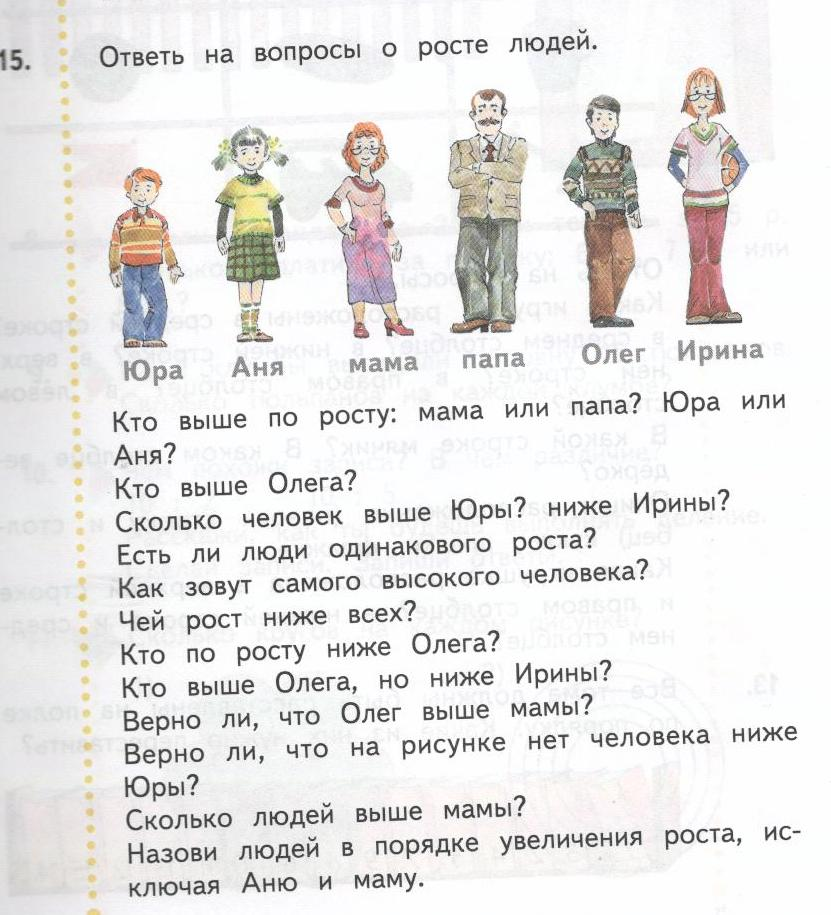 15.
Ответь на вопросы о росте людей.
Юра Аня мама папа Олег Ирина
Кто выше по росту: мама или папа? Юра или
Аня?
Кто выше Олега?
Сколько человек выше Юры? ниже Ирины?
Есть ли люди одинакового роста?
Как зовут самого высокого человека?
Чей рост ниже всех?
Кто по росту ниже Олега?
Кто выше Олега, но ниже Ирины?
Верно ли, что Олег выше мамы?
Верно ли, что на рисунке нет человека ниже
Юры?
Сколько людей выше мамы?
Назови людей в порядке увеличения роста, ис-
ключая Аню и маму.